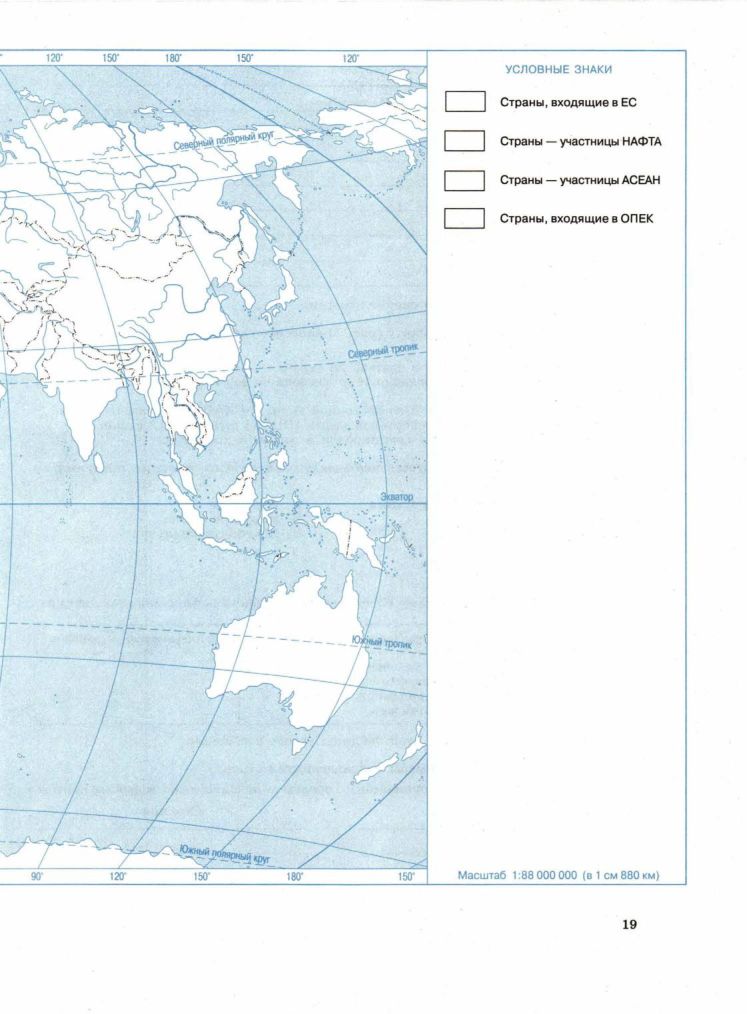 120°
150°
180°
150°
120°
УСЛОВНЫЕ ЗНАКИ
Страны, входящие в ЕС
Страны — участницы НАФТА
Страны — участницы АСЕАН
Страны, входящие в ОПЕК
Северный полярный круг
Северный тропик
Экватор
Южный тропик
Южный полярный круг
90°
120°
150°
180°
150°
Масштаб 1:88 000 000 (в 1 см 880 км)
19